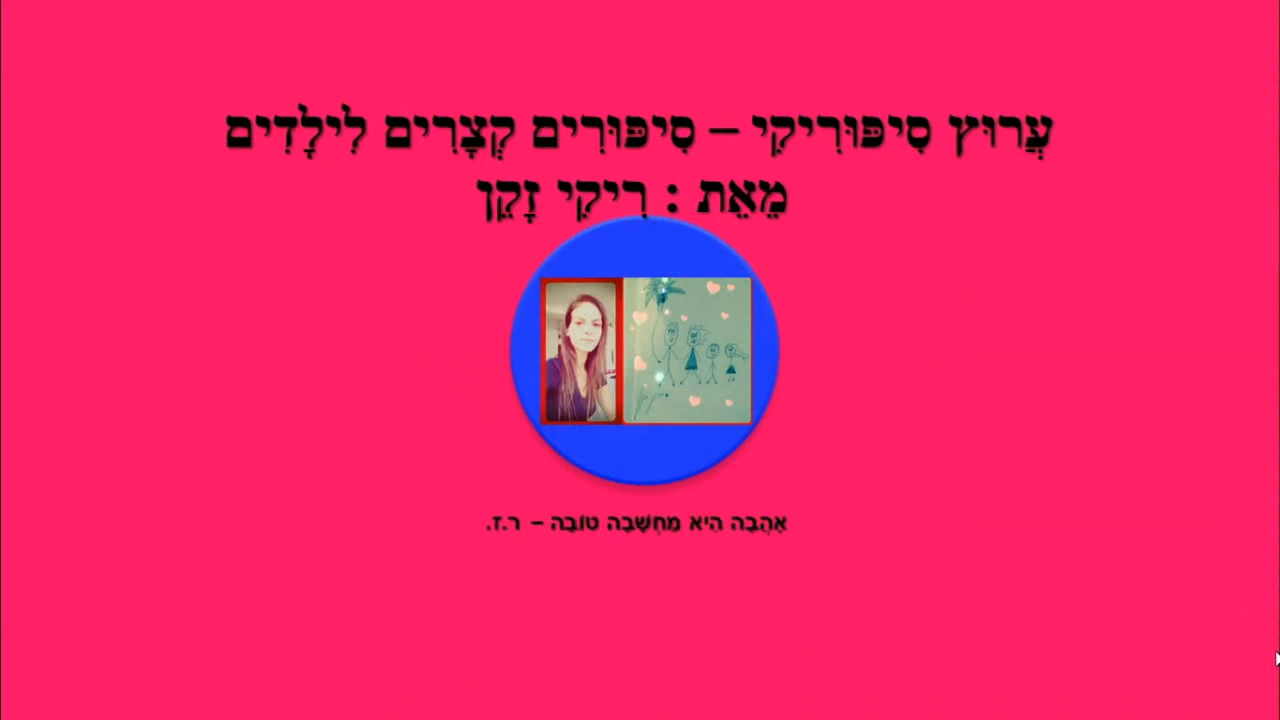 עֲרוּץ סִיפּוּרִיקִי – סִיפּוּרִים קְצָרִים לִילָדִים
מֵאֵת : רִיקִי זָקֵן
אַהֲבָה הִיא מַחְשָׁבָה טוֹבָה – ר.ז.